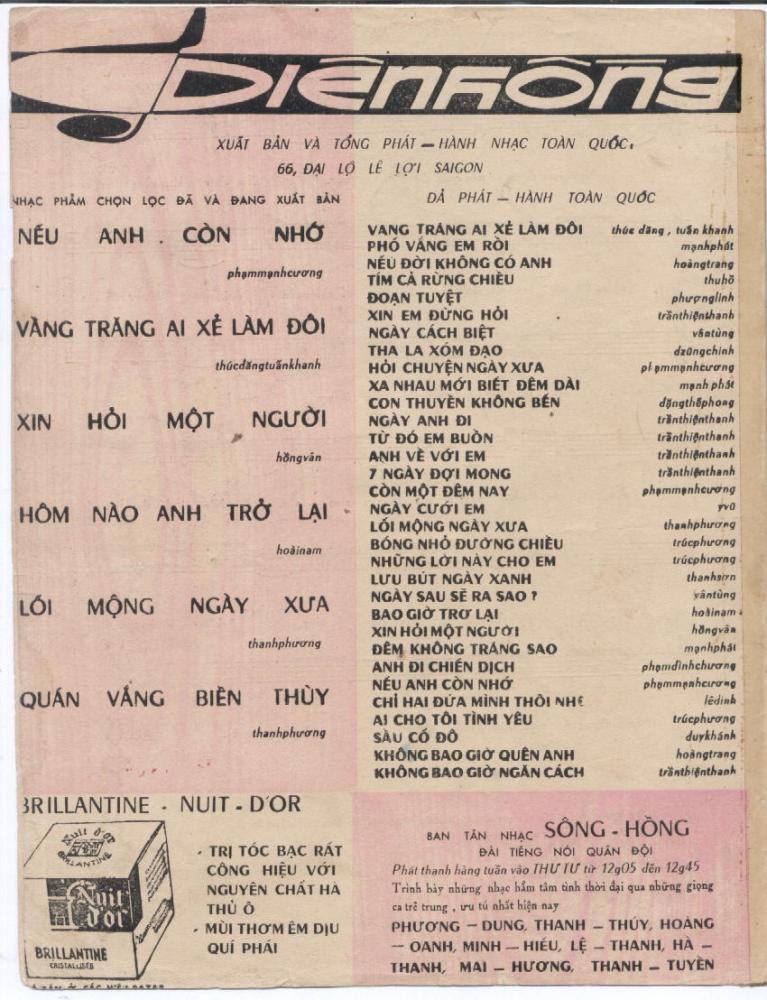 DIÊNHỒNG
XUẤT BẢN VÀ TỔNG PHÁT — HÀNH NHẠC TOÀN QUỐC.
66, ĐẠI LỘ LÊ LỢI SAIGON
NHẠC PHẨM CHỌN LỌC ĐÃ VÀ ĐANG XUẤT BẢN
NẾU ANH . CÒN NHỚ
phạmmạnhcương
VẦNG TRĂNG AI XẺ LÀM ĐÔI
thúcđăngtuấnkhanh
XIN HỎI MỘT NGƯỜI
hồngvân
HÔM NÀO ANH TRỞ LẠI
hoàinam
LỐI MỘNG NGÀY XƯA
thanhphương
QUÁN VẮNG BIÊN THÙY
thanhphương
DẢ PHÁT — HÀNH TOÀN QUỐC
VANG TRĂNG AI XẺ LÀM ĐÔI thúc đăng, tuấn khanh
PHỐ VẮNG EM RỒI mạnhphát
NẾU ĐỜI KHÔNG CÓ ANH hoàngtrang
TÍM CẢ RỪNG CHIỀU thuhồ
ĐOẠN TUYỆT phượnglinh
XIN EM ĐỪNG HỎI trầnthiệnthanh
NGÀY CÁCH BIỆT vântùng
THA LA XÓM ĐẠO dzũngchinh
HỎI CHUYỆN NGÀY XƯA phạmmạnhcương
XA NHAU MỚI BIẾT ĐÊM DÀI mạnh phát
CON THUYỀN KHÔNG BẾN đặngthếphong
NGÀY ANH ĐI trầnthiệnthanh
TỪ ĐÓ EM BUỒN trầnthiệnthanh
ANH VỀ VỚI EM trầnthiệnthanh
7 NGÀY ĐỢI MONG trầnthiệnthanh
CÒN MỘT ĐÊM NAY phạmmạnhcương
NGÀY CƯỚI EM yvũ
LỐI MỘNG NGÀY XƯA thanhphương
BÓNG NHỎ ĐƯỜNG CHIỀU trúcphương
NHỮNG LỜI NÀY CHO EM trúcphương
LƯU BÚT NGÀY XANH thanhsơn
NGÀY SAU SẼ RA SAO ? vântùng
BAO GIỜ TRƠ LẠI hoàinam
XIN HỎI MỘT NGƯỜI hồngvân
ĐÊM KHÔNG TRĂNG SAO mạnhphát
ANH ĐI CHIẾN DỊCH phạmđìnhchương
NẾU ANH CÒN NHỚ phạmmạnhcương
CHỈ HAI ĐỨA MÌNH THÔI NHÉ lêdinh
AI CHO TÔI TÌNH YÊU trúcphương
SẦU CỐ ĐÔ duykhánh
KHÔNG BAO GIỜ QUÊN ANH hoàngtrang
KHÔNG BAO GIỜ NGĂN CÁCH trầnthiệnthanh
BRILLANTINE - NUIT - D'OR
Nuit d'or
BRILLANTINE
Nuit
d'or
BRILLANTINE
CRISTALLISÉE
- TRỊ TÓC BẠC RẤT
CÔNG HIỆU VỚI
NGUYÊN CHẤT HÀ
THỦ Ô
- MÙI THƠM ÊM DỊU
QUÍ PHÁI
BAN TÂN NHẠC SÔNG - HỒNG
ĐÀI TIẾNG NÓI QUÂN ĐỘI
Phát thanh hàng tuần vào THỨ TƯ từ 12g05 đến 12g45
Trình bày những nhạc hầm tâm tình thời đại qua những giọng
ca trẻ trung , ưu tú nhất hiện nay
PHƯƠNG — DUNG, THANH — THÚY, HOÀNG
— OANH, MINH — HIẾU, LỆ — THANH, HÀ —
THANH, MAI — HƯƠNG, THANH — TUYỀN